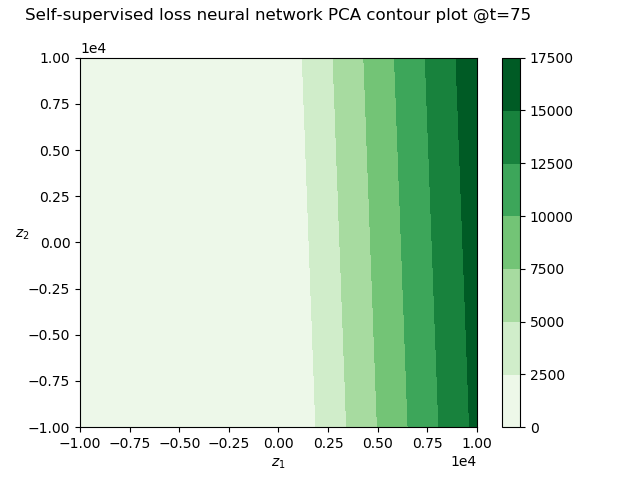 Self-supervised loss neural network PCA contour plot @t=75
1e4
1.00
0.75
0.50
0.25
0.00
−0.25
−0.50
−0.75
−1.00
z₂
−1.00 −0.75 −0.50 −0.25 0.00 0.25 0.50 0.75 1.00
z₁
1e4
17500
15000
12500
10000
7500
5000
2500
0